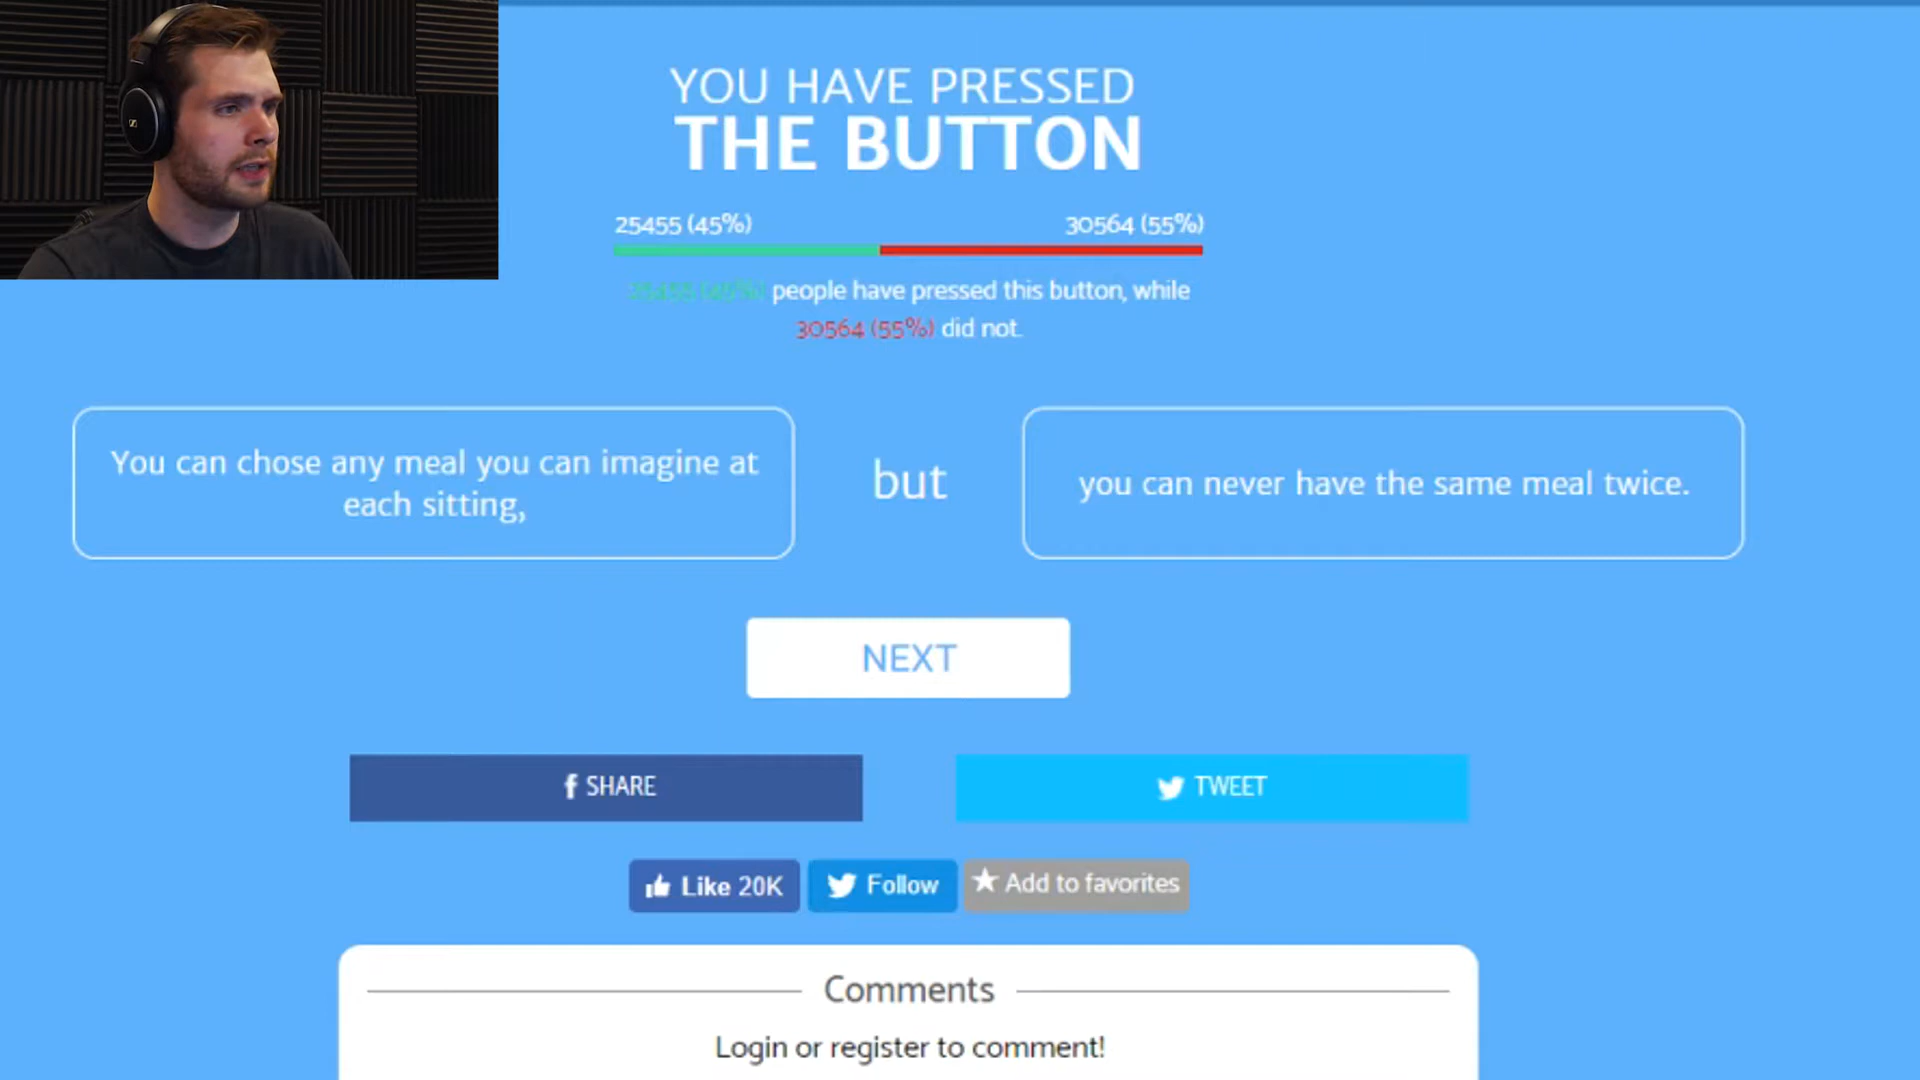 YOU HAVE PRESSED
THE BUTTON
25455 (45%) 30564 (55%)
25455 (45%) people have pressed this button, while
30564 (55%) did not.
You can chose any meal you can imagine at
each sitting,
but
you can never have the same meal twice.
NEXT
f SHARE
TWEET
Like 20K
Follow
Add to favorites
Comments
Login or register to comment!